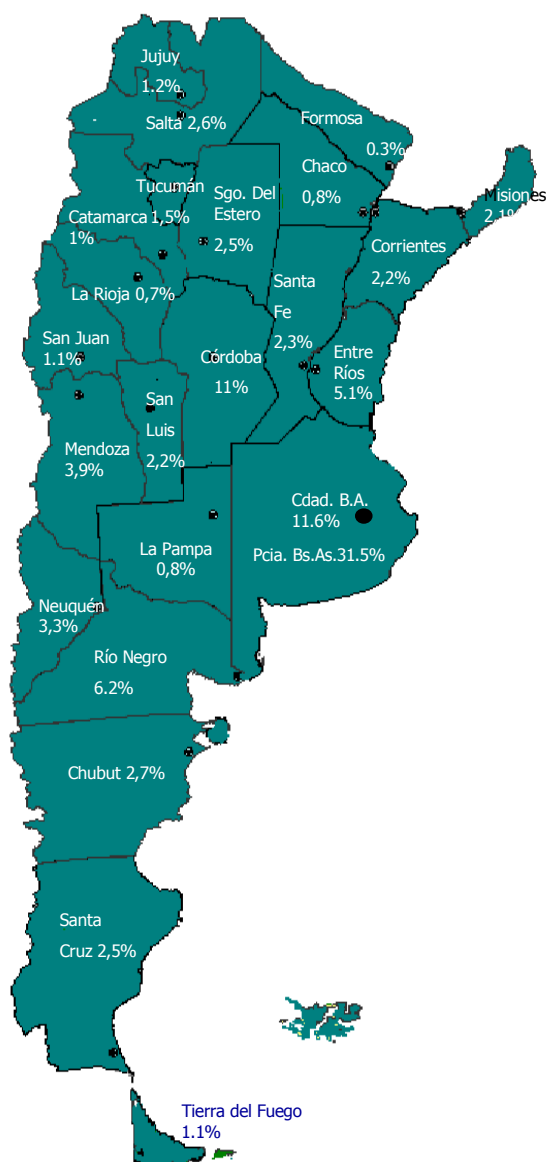 Jujuy
1.2%
Salta 2,6%
Formosa
0.3%
Chaco
0,8%
Misiones
2.1%
Tucumán
Catamarca 1,5%
1%
Sgo. Del
Estero
2,5%
Corrientes
2,2%
La Rioja 0,7%
Santa
Fe
2,3%
San Juan
1.1%
Córdoba
11%
Entre
Ríos
5.1%
San
Luis
2,2%
Mendoza
3,9%
Cdad. B.A.
11.6%
Pcia. Bs.As.31.5%
La Pampa
0,8%
Neuquén
3,3%
Río Negro
6.2%
Chubut 2,7%
Santa
Cruz 2,5%
Tierra del Fuego
1.1%